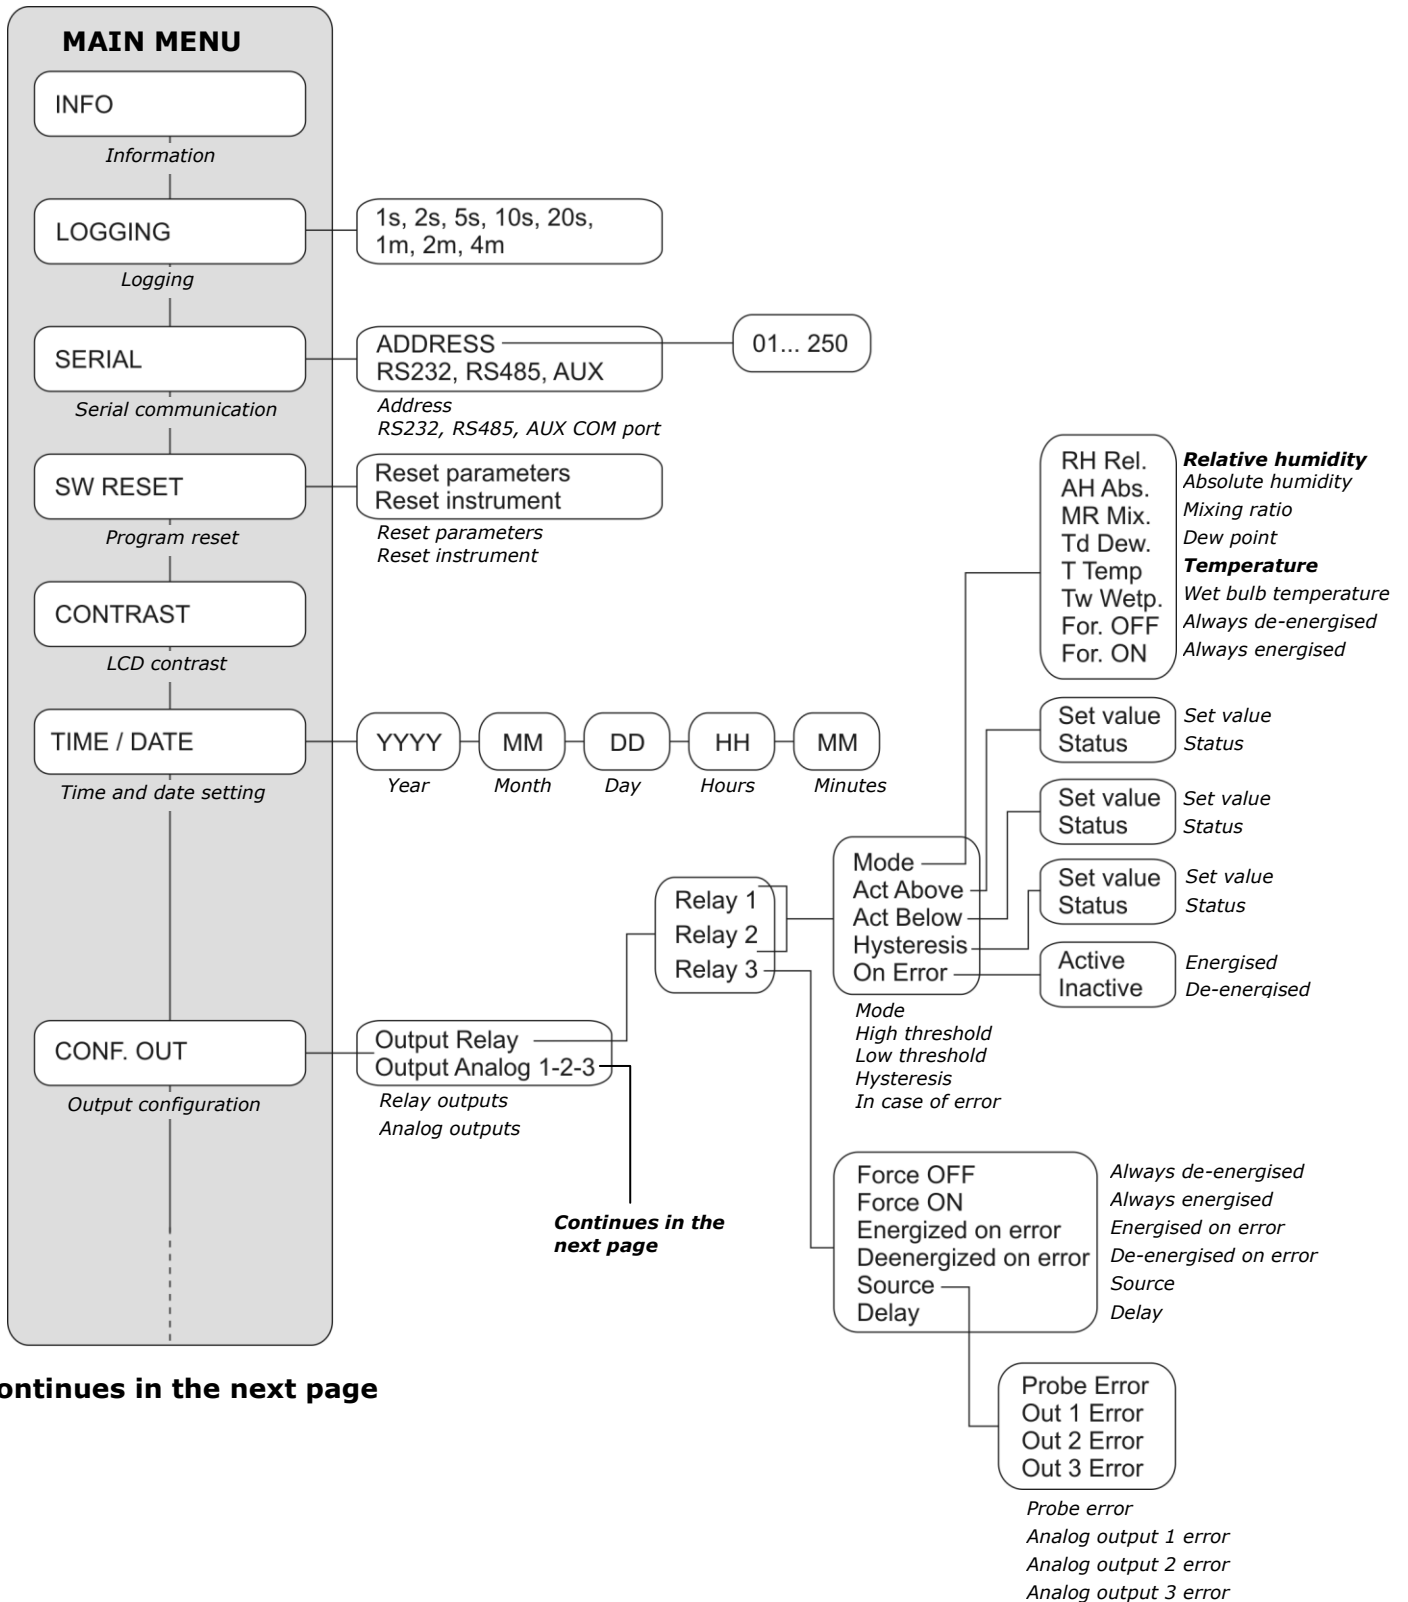 MAIN MENU
INFO
Information
LOGGING
1s, 2s, 5s, 10s, 20s,
1m, 2m, 4m
Logging
SERIAL
ADDRESS
RS232, RS485, AUX
01... 250
Serial communication
Address
RS232, RS485, AUX COM port
SW RESET
Reset parameters
Reset instrument
Program reset
Reset parameters
Reset instrument
CONTRAST
LCD contrast
TIME / DATE
YYYY
MM
DD
HH
MM
Time and date setting
Year
Month
Day
Hours
Minutes
CONF. OUT
Output Relay
Output Analog 1-2-3
Output configuration
Relay outputs
Analog outputs
Continues in the
next page
Relay 1
Relay 2
Relay 3
Mode
Act Above
Act Below
Hysteresis
On Error
Mode
High threshold
Low threshold
Hysteresis
In case of error
RH Rel.
AH Abs.
MR Mix.
Td Dew.
T Temp
Tw Wetp.
For. OFF
For. ON
Relative humidity
Absolute humidity
Mixing ratio
Dew point
Temperature
Wet bulb temperature
Always de-energised
Always energised
Set value
Status
Set value
Status
Set value
Status
Set value
Status
Set value
Status
Set value
Status
Active
Inactive
Energised
De-energised
Force OFF
Force ON
Energized on error
Deenergized on error
Source
Delay
Always de-energised
Always energised
Energised on error
De-energised on error
Source
Delay
Probe Error
Out 1 Error
Out 2 Error
Out 3 Error
Probe error
Analog output 1 error
Analog output 2 error
Analog output 3 error
ontinues in the next page